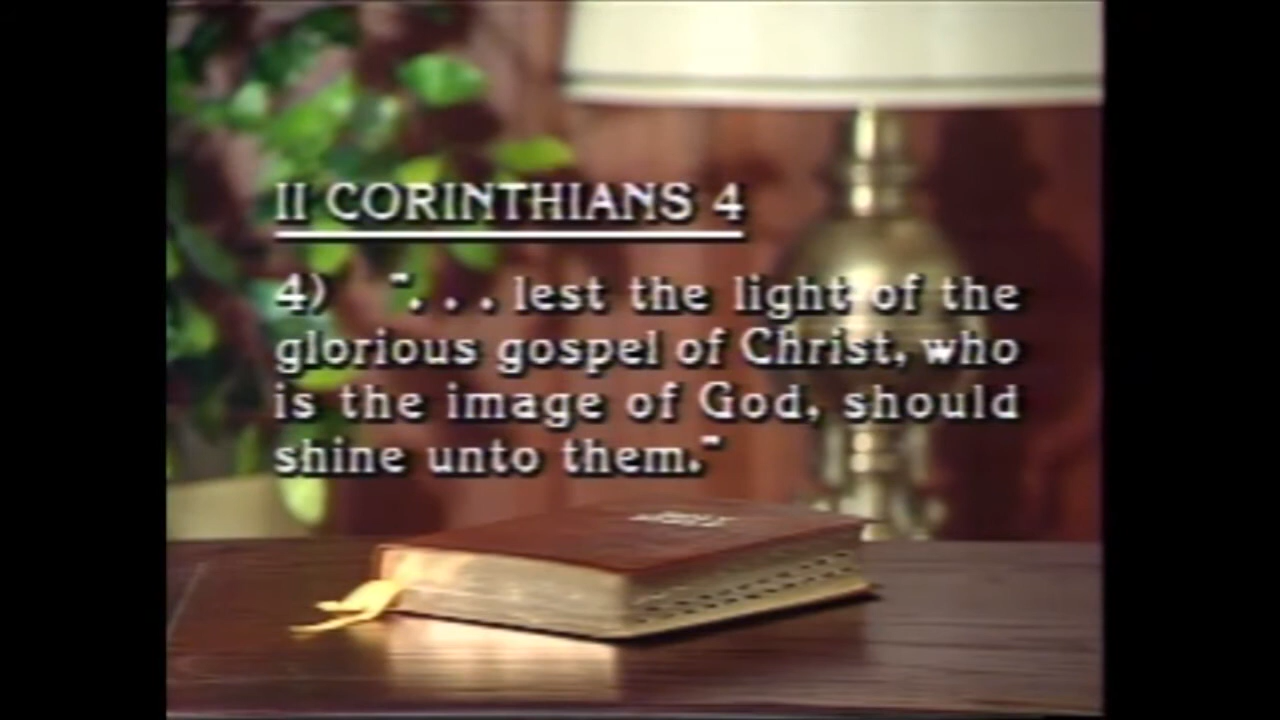 II CORINTHIANS 4
4) ". . . lest the light of the
glorious gospel of Christ, who
is the image of God, should
shine unto them."